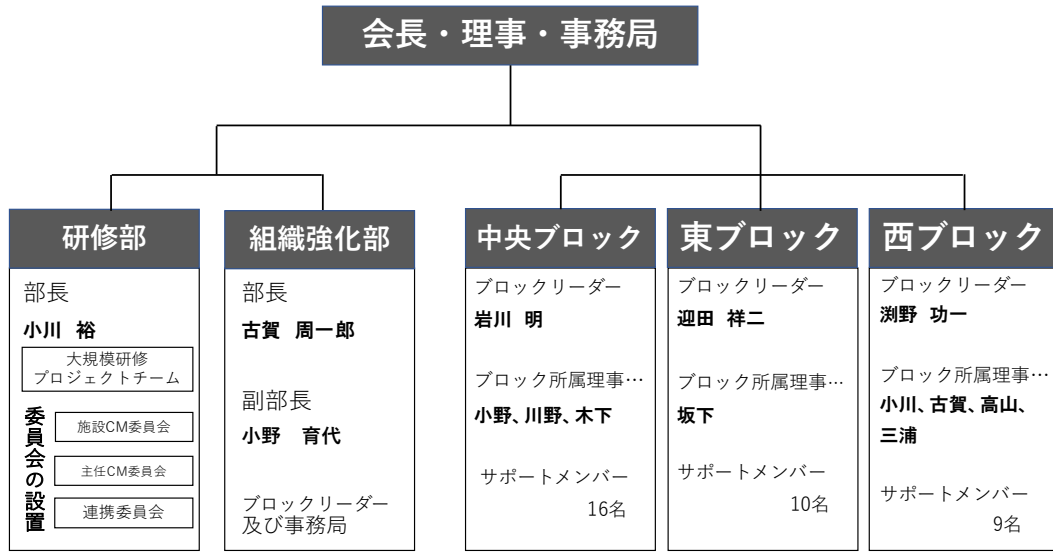 会長・理事・事務局
研修部
部長
小川 裕
大規模研修
プロジェクトチーム
委員会の設置
施設CM委員会
主任CM委員会
連携委員会
組織強化部
部長
古賀 周一郎
副部長
小野 育代
ブロックリーダー
及び事務局
中央ブロック
ブロックリーダー
岩川 明
ブロック所属理事…
小野、川野、木下
サポートメンバー
16名
東ブロック
ブロックリーダー
迎田 祥二
ブロック所属理事…
坂下
サポートメンバー
10名
西ブロック
ブロックリーダー
渕野 功一
ブロック所属理事…
小川、古賀、高山、
三浦
サポートメンバー
9名